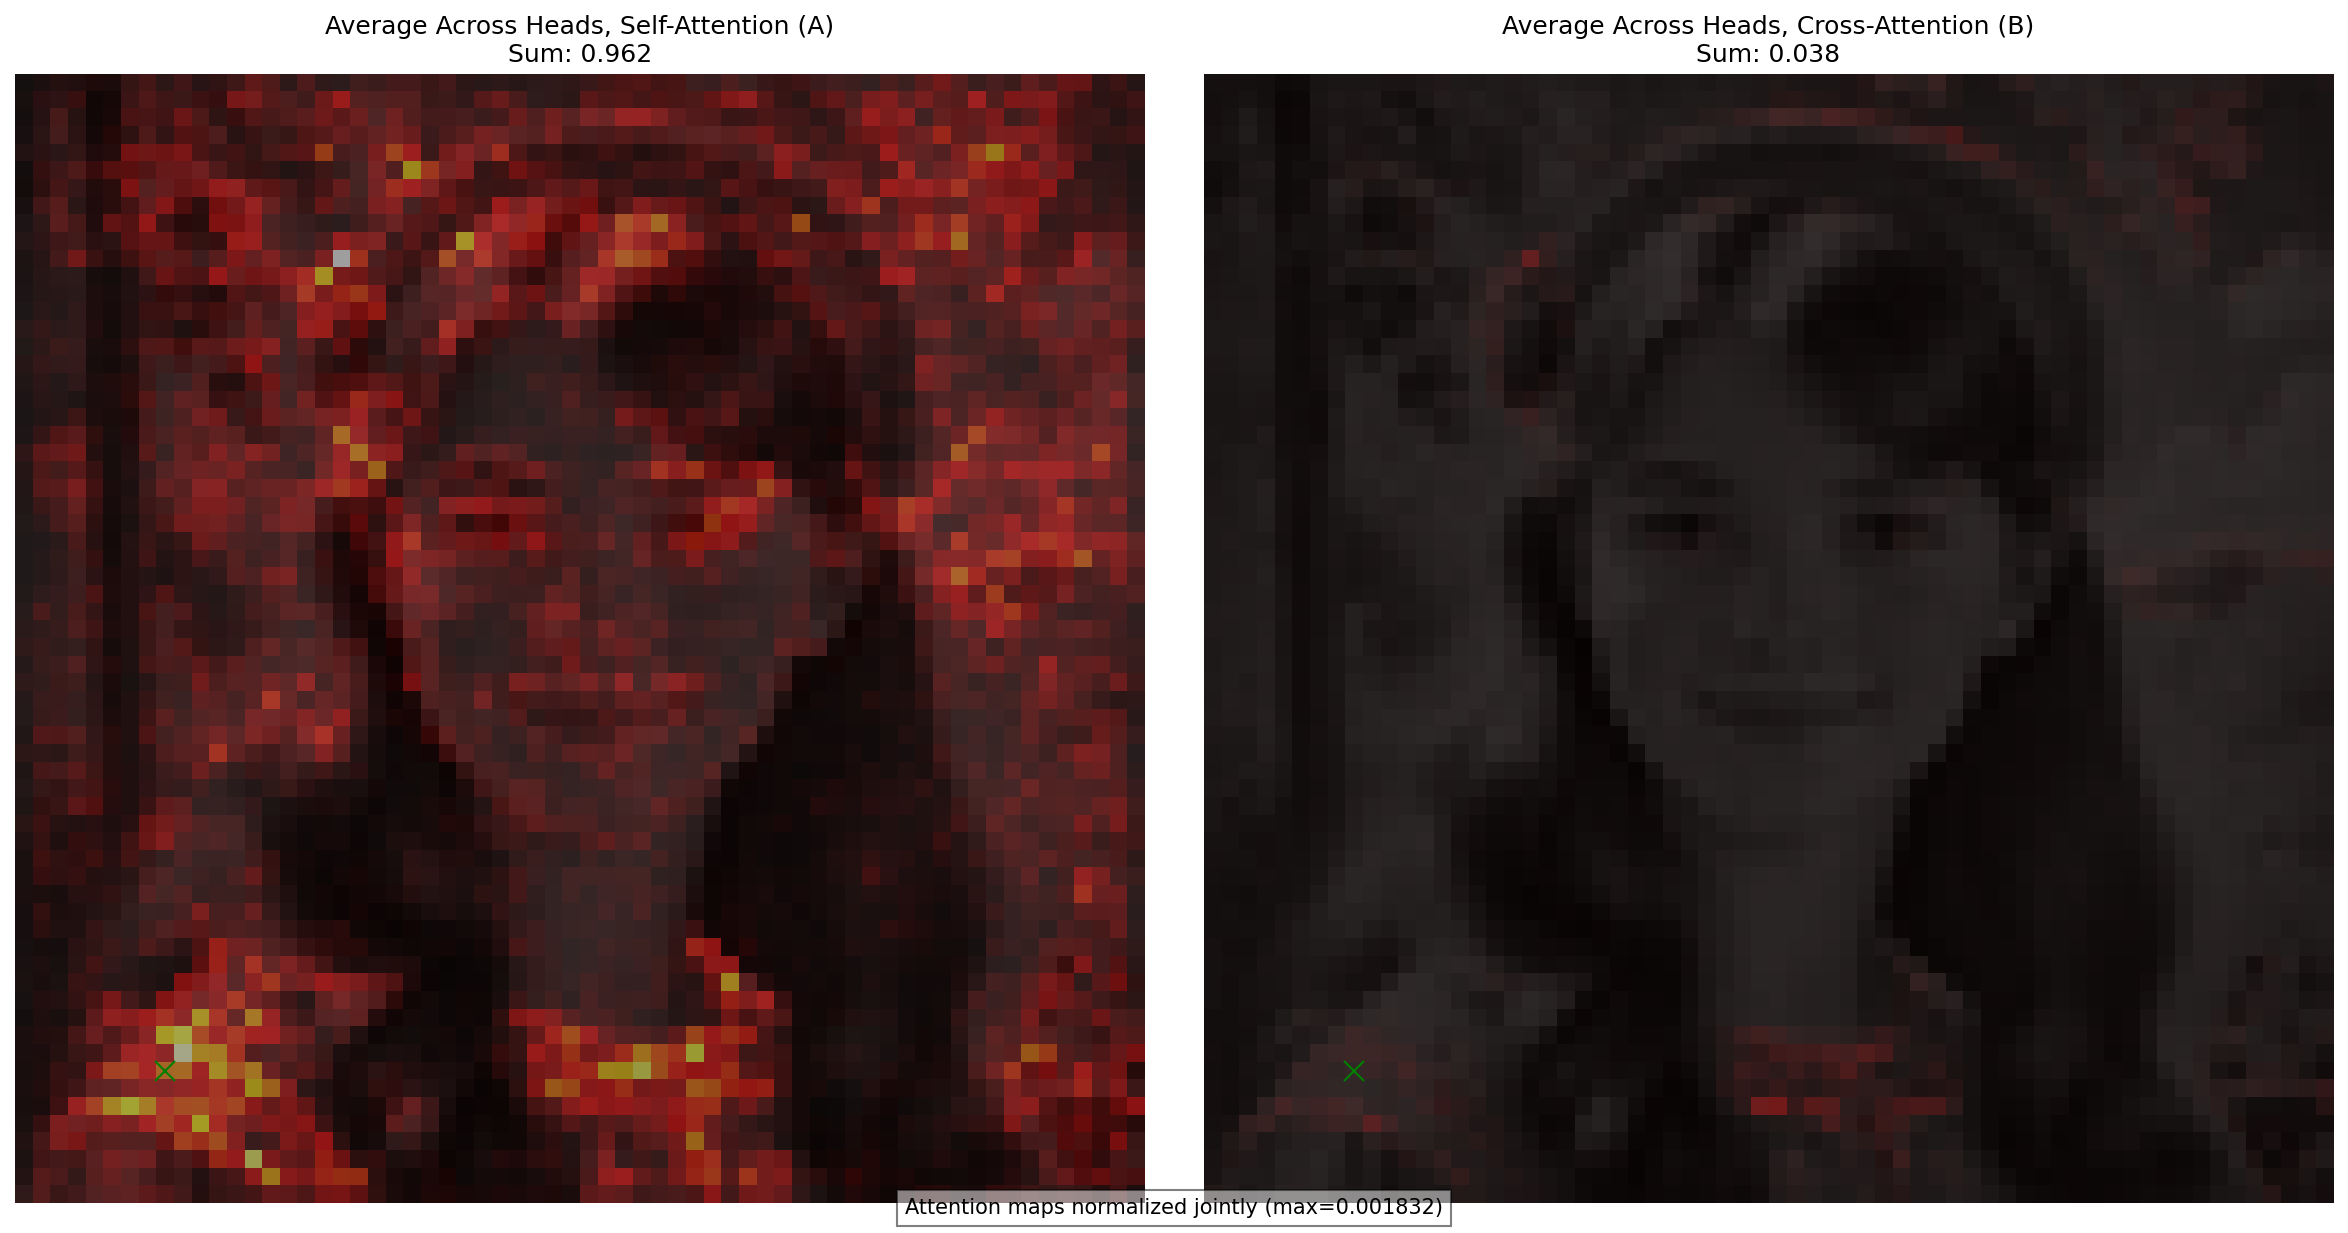 Average Across Heads, Self-Attention (A)
Sum: 0.962
Average Across Heads, Cross-Attention (B)
Sum: 0.038
Attention maps normalized jointly (max=0.001832)